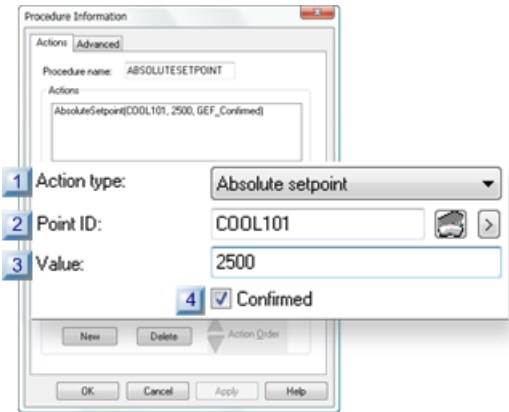 Procedure Information
Actions Advanced
Procedure name: ABSOLUTESETPOINT
Actions
AbsoluteSetpoint(COOL101, 2500, GEF_Confirmed)
1 Action type: Absolute setpoint
2 Point ID: COOL101 >
3 Value: 2500
4 Confirmed
New Delete Action Order
OK Cancel Apply Help